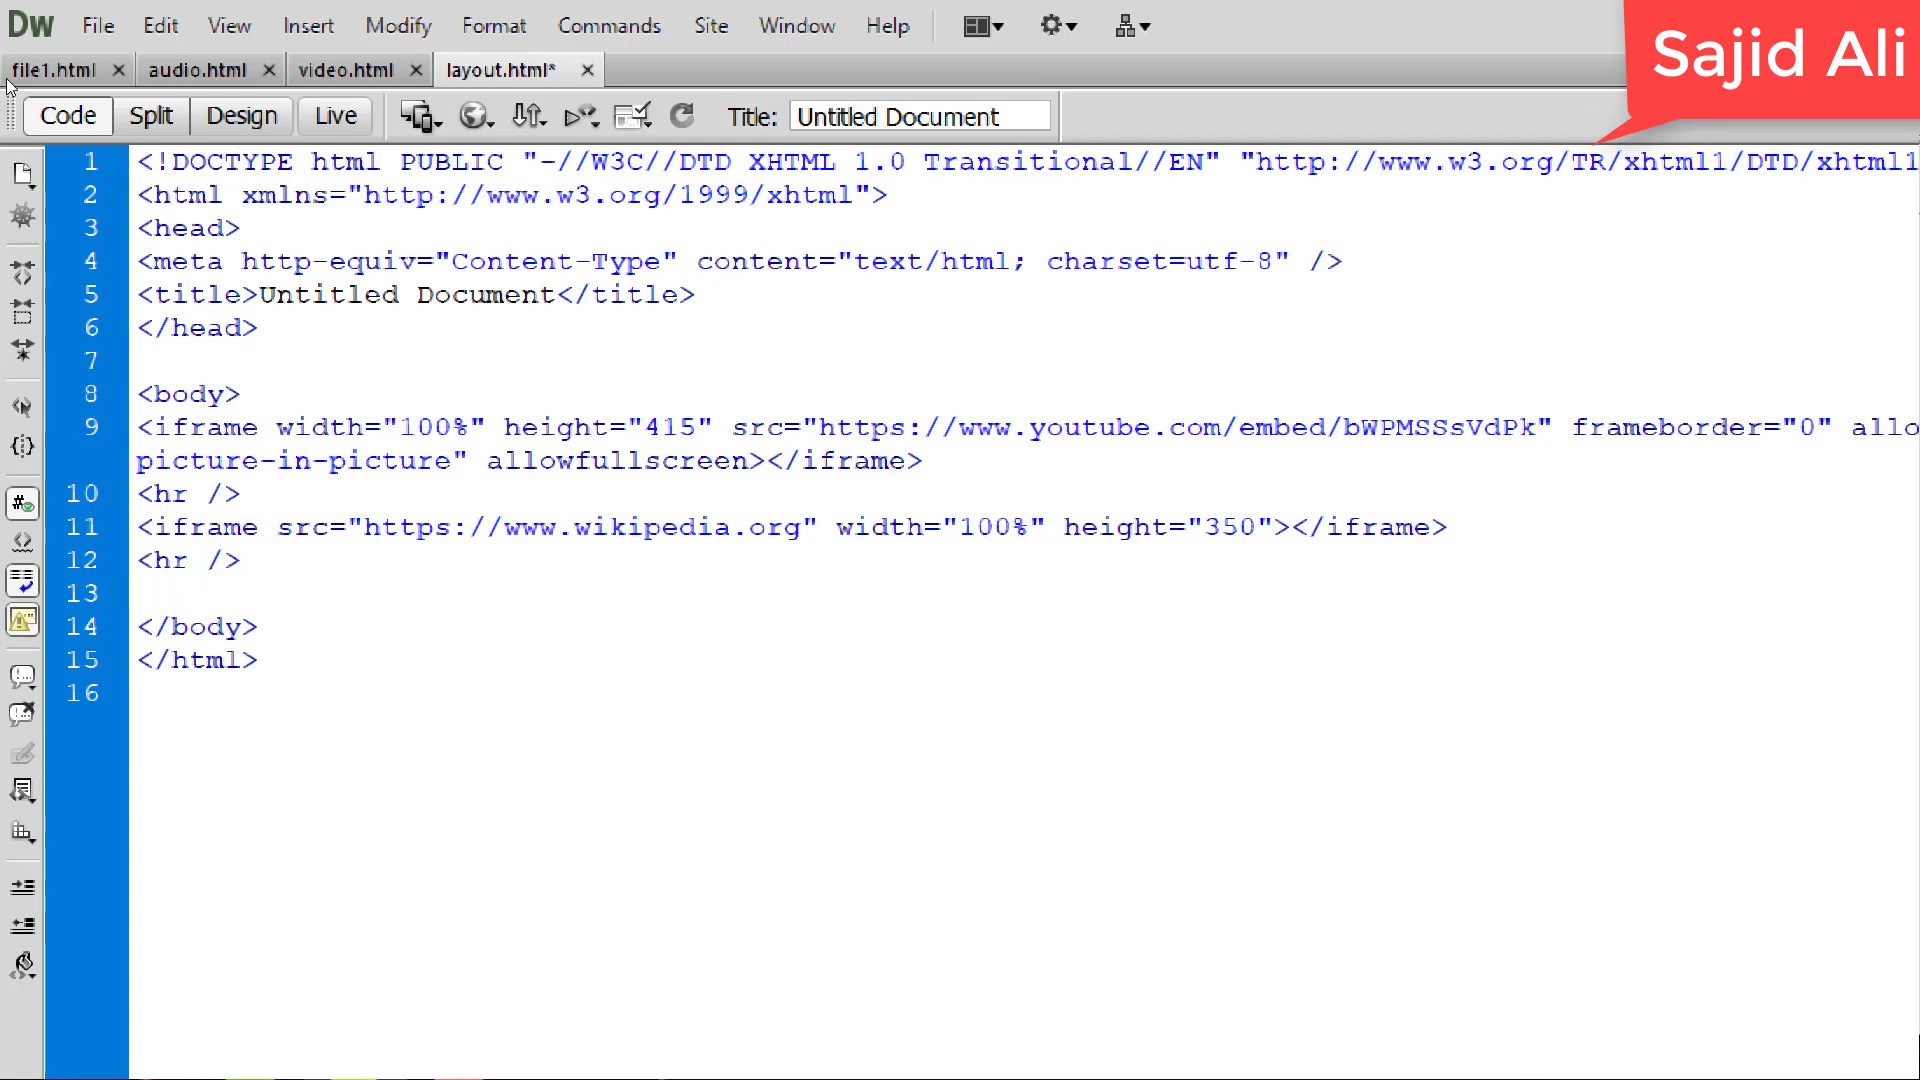 Dw File Edit View Insert Modify Format Commands Site Window Help
Sajid Ali
file1.html audio.html video.html layout.html*
Code Split Design Live Title: Untitled Document
1 <!DOCTYPE html PUBLIC "-//W3C//DTD XHTML 1.0 Transitional//EN" "http://www.w3.org/TR/xhtml1/DTD/xhtml1
2 <html xmlns="http://www.w3.org/1999/xhtml">
3 <head>
4 <meta http-equiv="Content-Type" content="text/html; charset=utf-8" />
5 <title>Untitled Document</title>
6 </head>
7
8 <body>
9 <iframe width="100%" height="415" src="https://www.youtube.com/embed/bWPMSSsVdPk" frameborder="0" allo
picture-in-picture" allowfullscreen></iframe>
10 <hr />
11 <iframe src="https://www.wikipedia.org" width="100%" height="350"></iframe>
12 <hr />
13
14 </body>
15 </html>
16